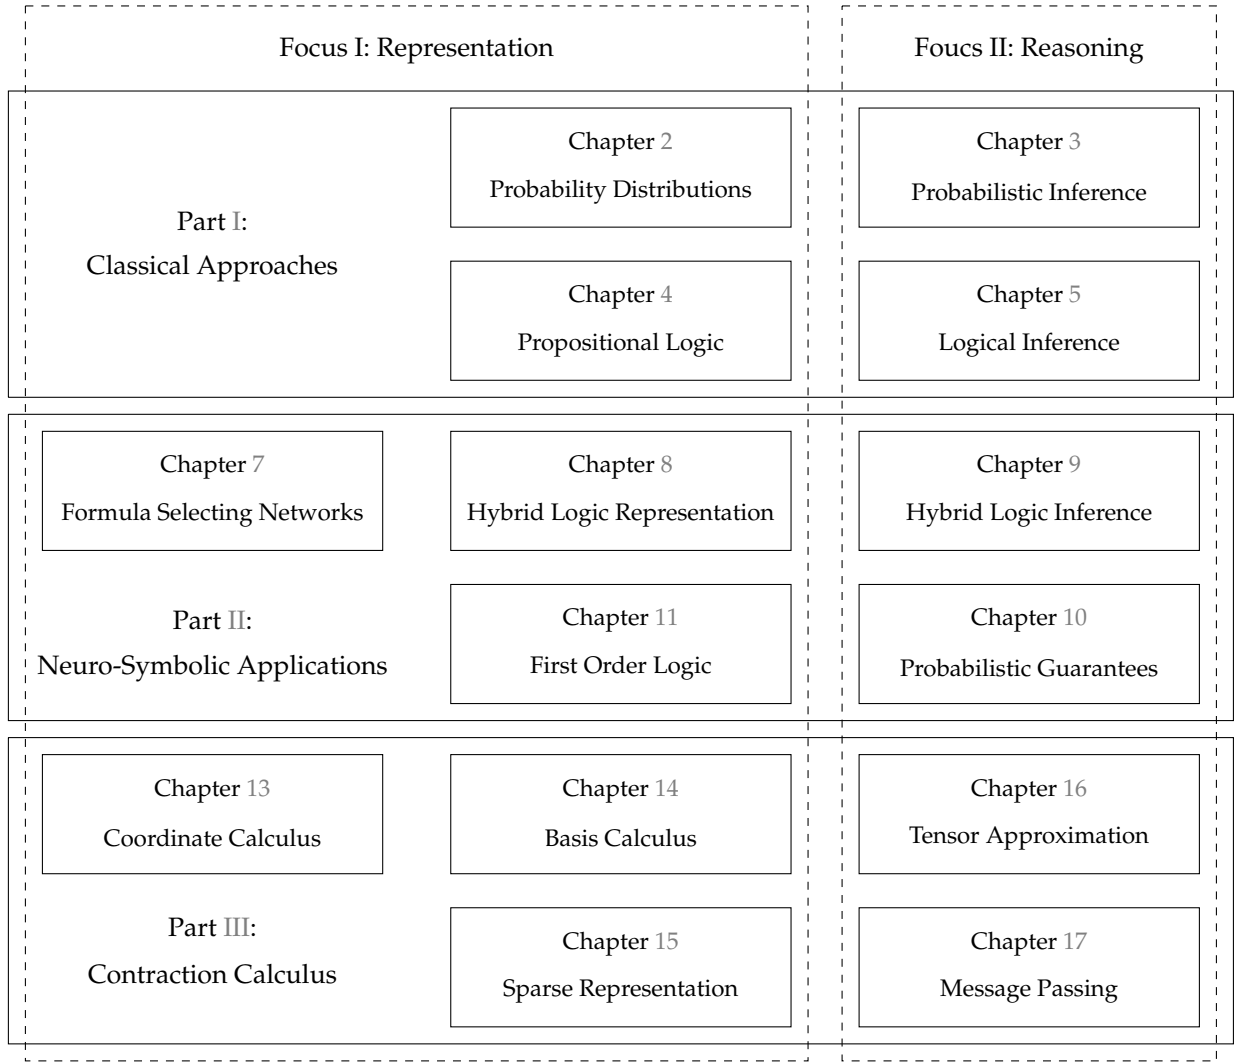 Focus I: Representation
Foucs II: Reasoning
Part I:
Classical Approaches
Chapter 2
Probability Distributions
Chapter 3
Probabilistic Inference
Chapter 4
Propositional Logic
Chapter 5
Logical Inference
Chapter 7
Formula Selecting Networks
Chapter 8
Hybrid Logic Representation
Chapter 9
Hybrid Logic Inference
Part II:
Neuro-Symbolic Applications
Chapter 11
First Order Logic
Chapter 10
Probabilistic Guarantees
Chapter 13
Coordinate Calculus
Chapter 14
Basis Calculus
Chapter 16
Tensor Approximation
Part III:
Contraction Calculus
Chapter 15
Sparse Representation
Chapter 17
Message Passing